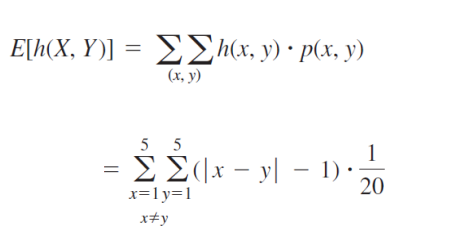 E[h(X, Y)] = ∑∑h(x, y) · p(x, y)
(x, y)
5 5
= ∑ ∑(|x − y| − 1) · 1/20
x=1 y=1
x≠y